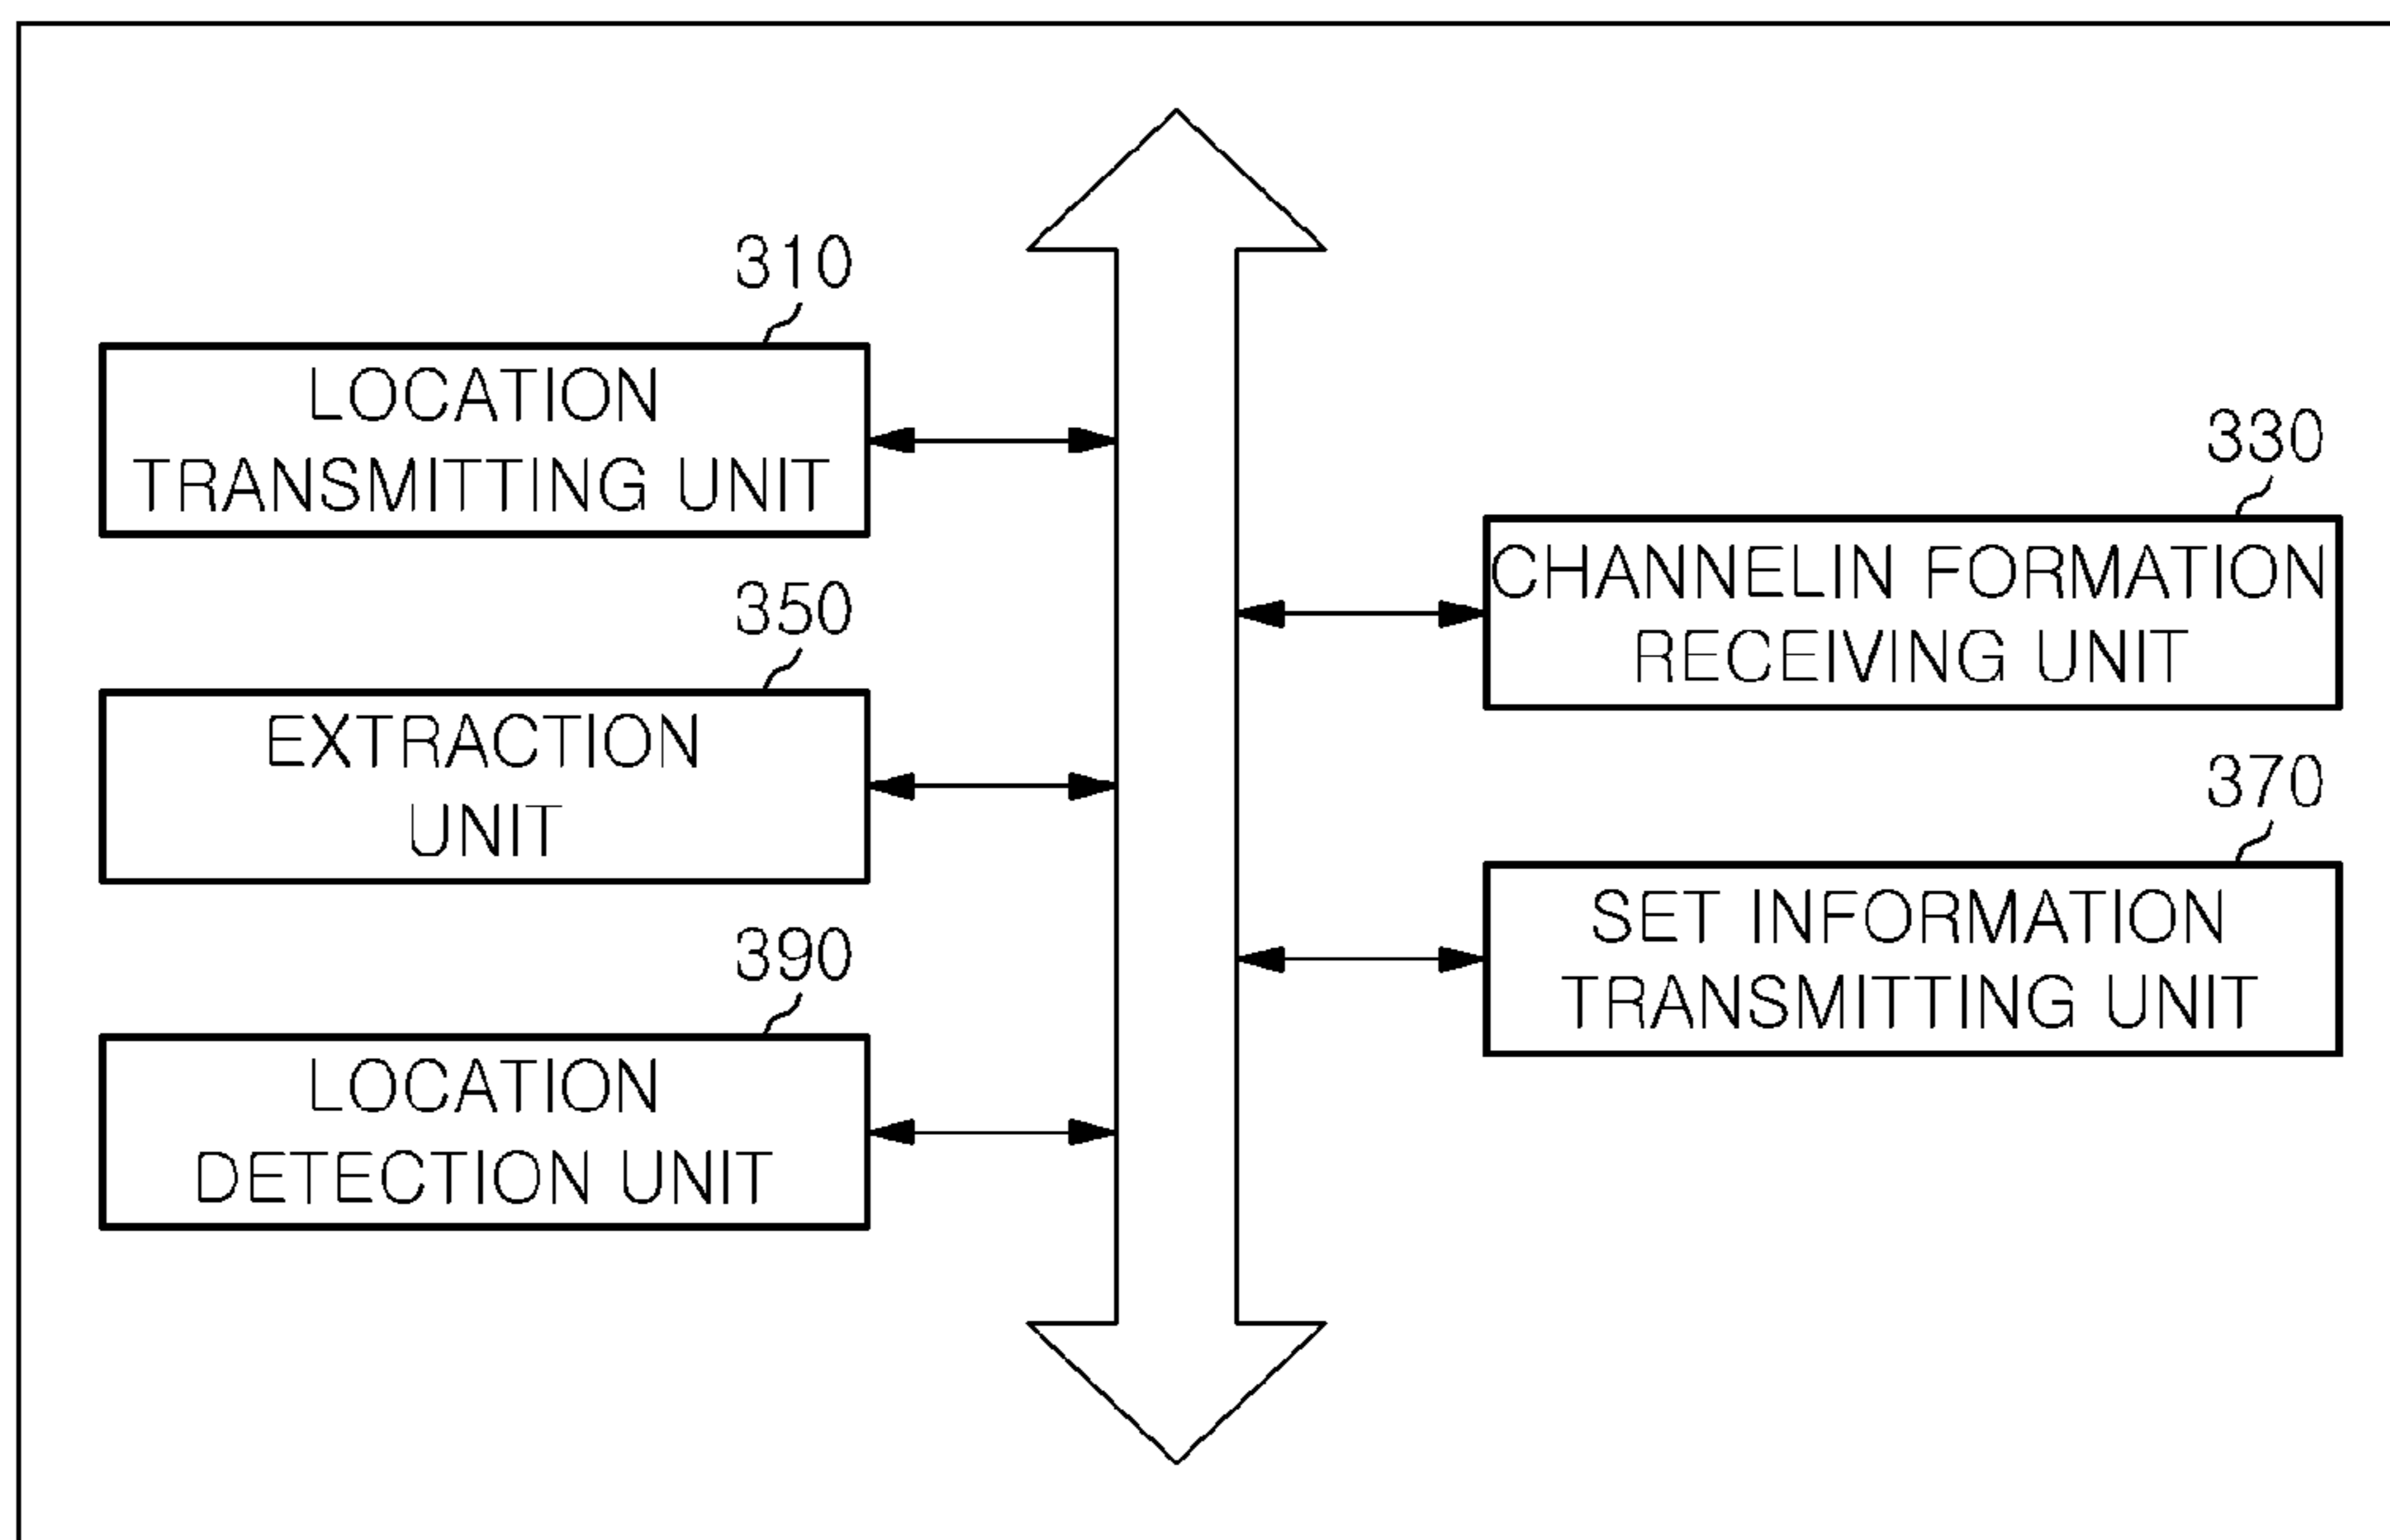 310
LOCATION
TRANSMITTING UNIT
330
CHANNELIN FORMATION
RECEIVING UNIT
350
EXTRACTION
UNIT
370
SET INFORMATION
TRANSMITTING UNIT
390
LOCATION
DETECTION UNIT